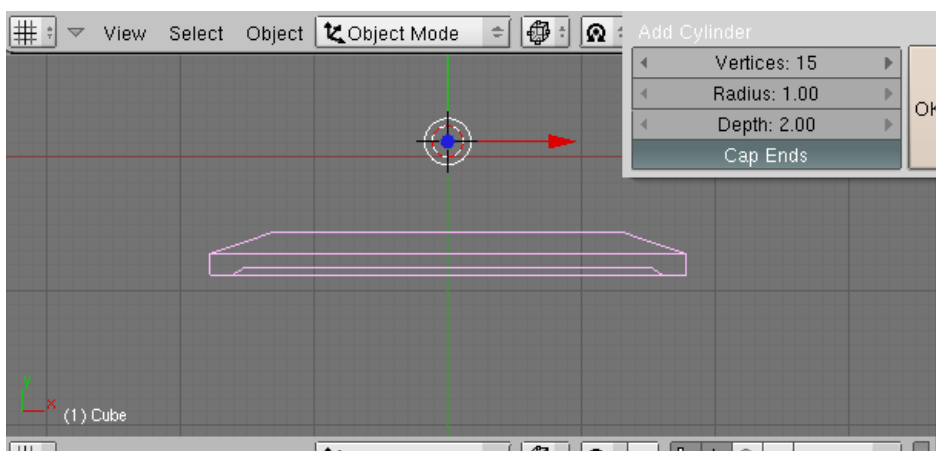 View Select Object Object Mode
Add Cylinder
Vertices: 15
Radius: 1.00
Depth: 2.00
Cap Ends
OK
y
x
(1) Cube